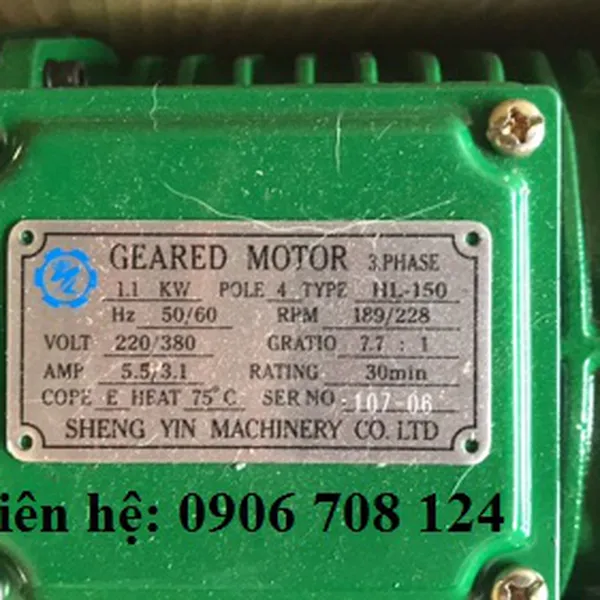 GEARED MOTOR 3.PHASE
1.1 KW POLE 4 TYPE HL-150
Hz 50/60 RPM 189/228
VOLT 220/380 GRATIO 7.7 : 1
AMP 5.5/3.1 RATING 30min
COPE E HEAT 75°C SER NO 107-06
SHENG YIN MACHINERY CO. LTD
iên hệ: 0906 708 124